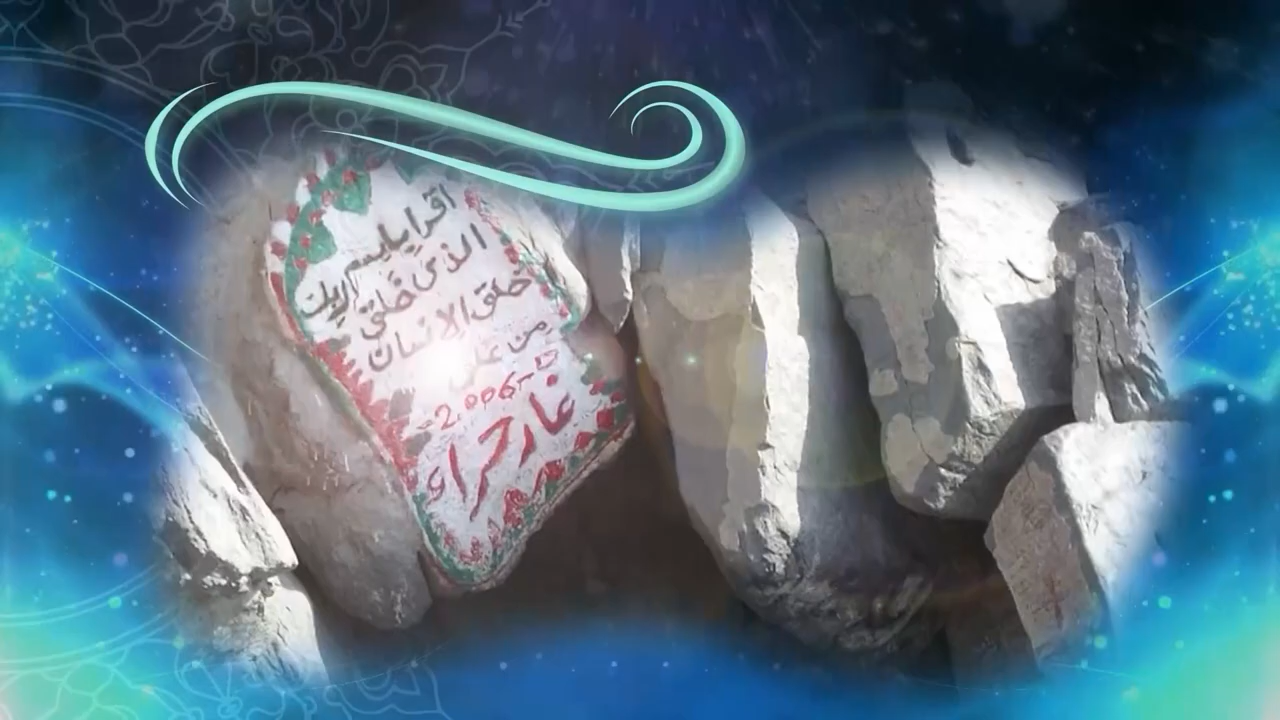 اقرا باسم ربك
الذى خلق
خلق الانسان
من علق
2006
غار حراء